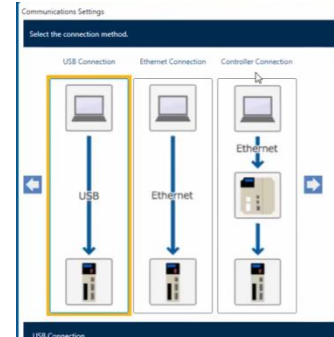 Communications Settings
Select the connection method.
USB Connection
Ethernet Connection
Controller Connection
USB
Ethernet
Ethernet
USB Connection